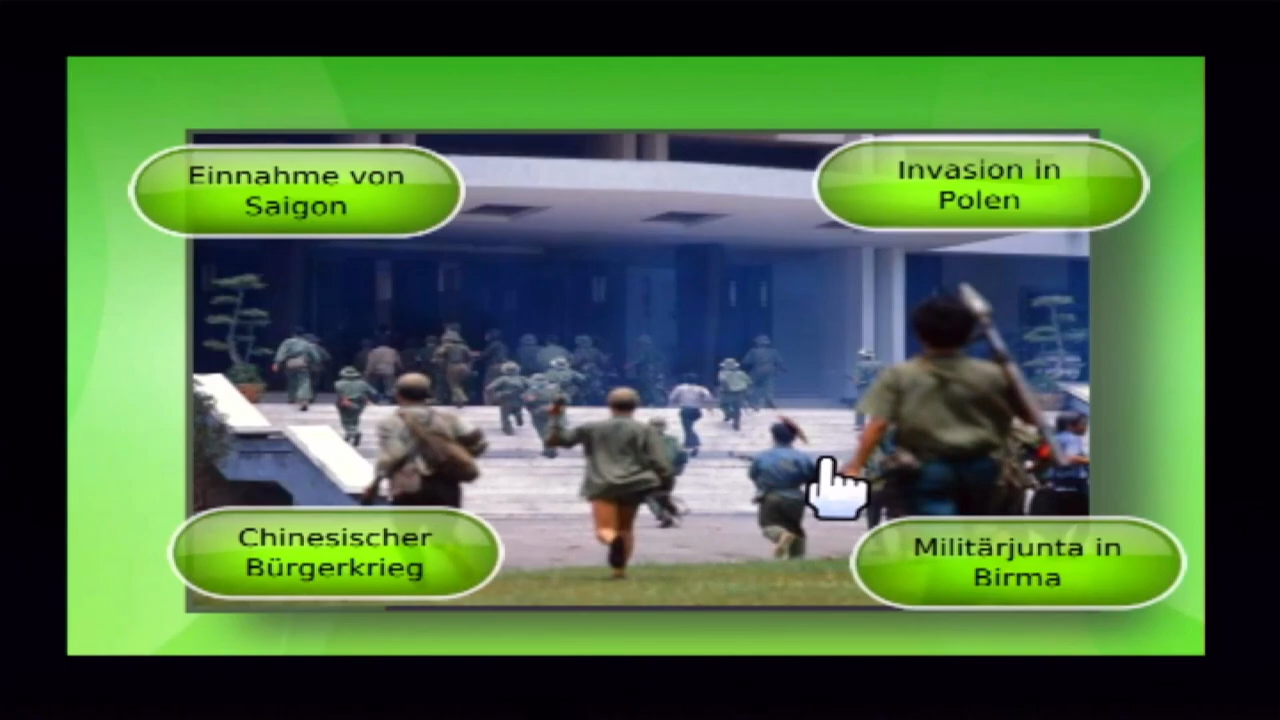 Einnahme von
Saigon
Invasion in
Polen
Chinesischer
Bürgerkrieg
Militärjunta in
Birma